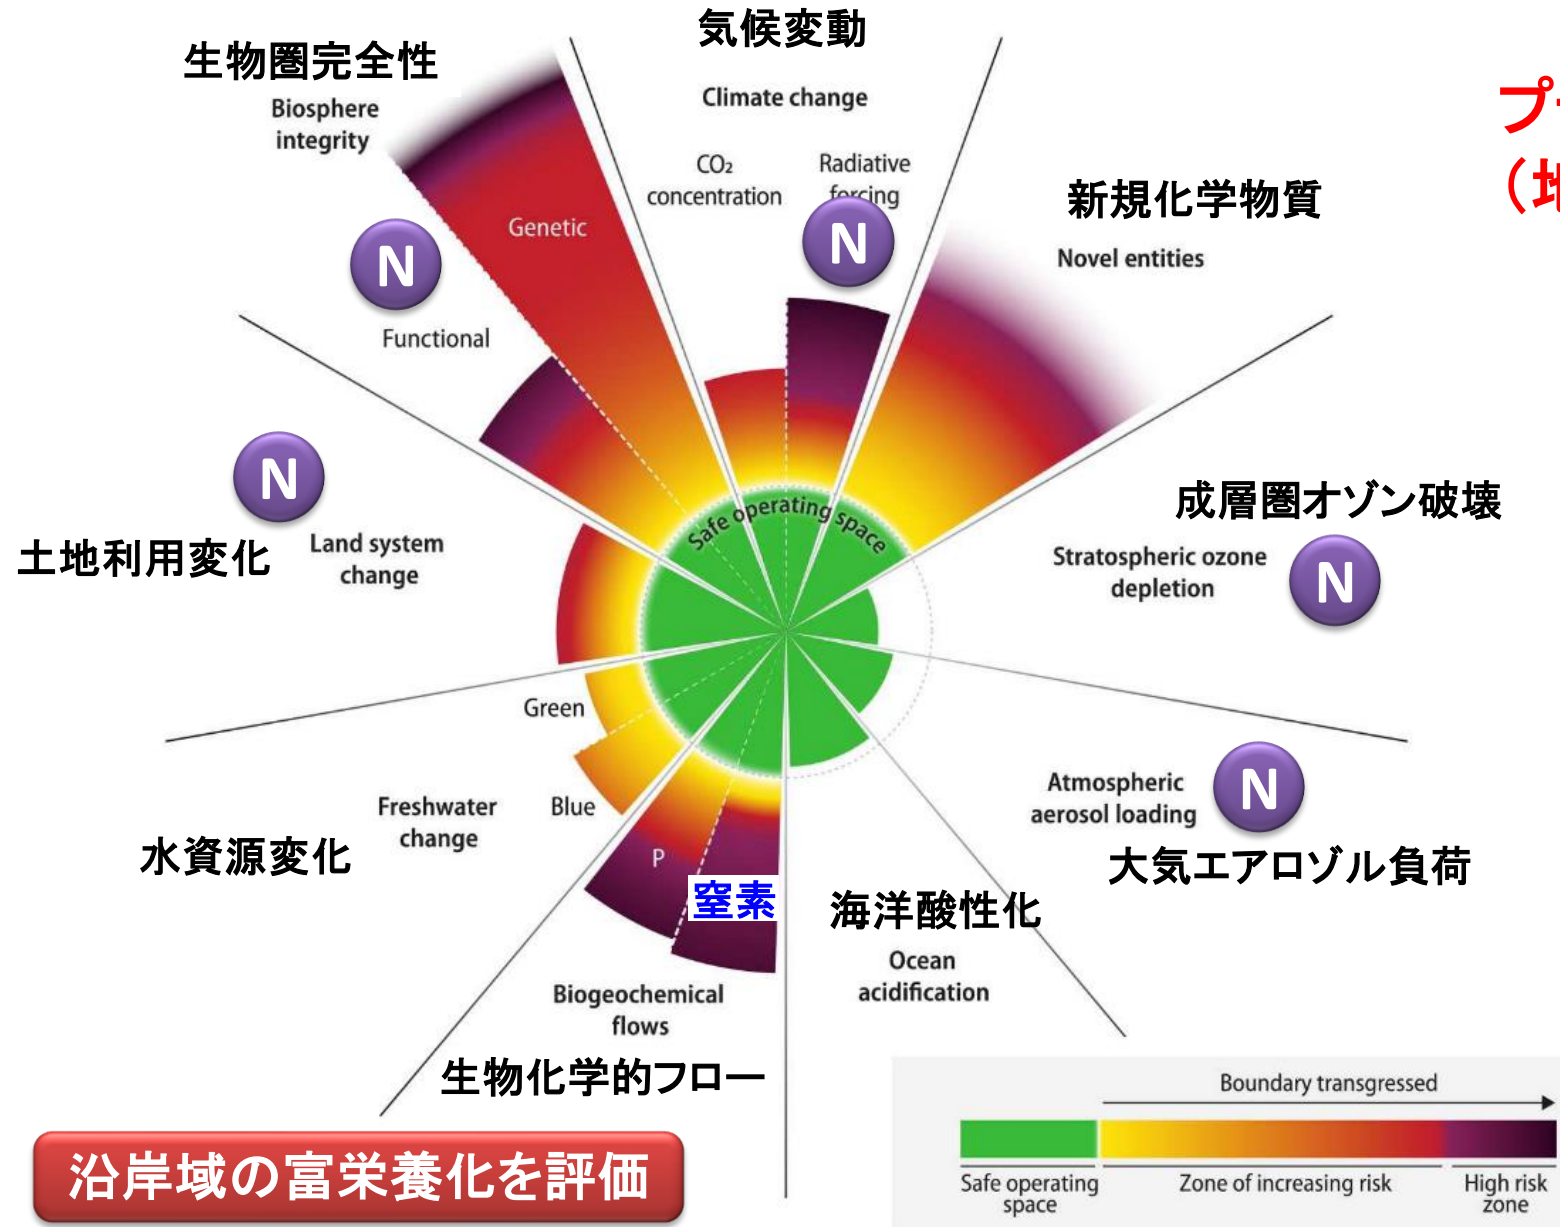 気候変動
Climate change
CO₂
concentration
Radiative
forcing
N
生物圏完全性
Biosphere
integrity
Genetic
N
Functional
プ
（地
新規化学物質
Novel entities
成層圏オゾン破壊
Stratospheric ozone
depletion
N
Safe operating space
N
土地利用変化
Land system
change
Green
Blue
Freshwater
change
水資源変化
Atmospheric
aerosol loading
N
大気エアロゾル負荷
P
窒素
海洋酸性化
Ocean
acidification
Biogeochemical
flows
生物化学的フロー
沿岸域の富栄養化を評価
Boundary transgressed
Safe operating
space
Zone of increasing risk
High risk
zone